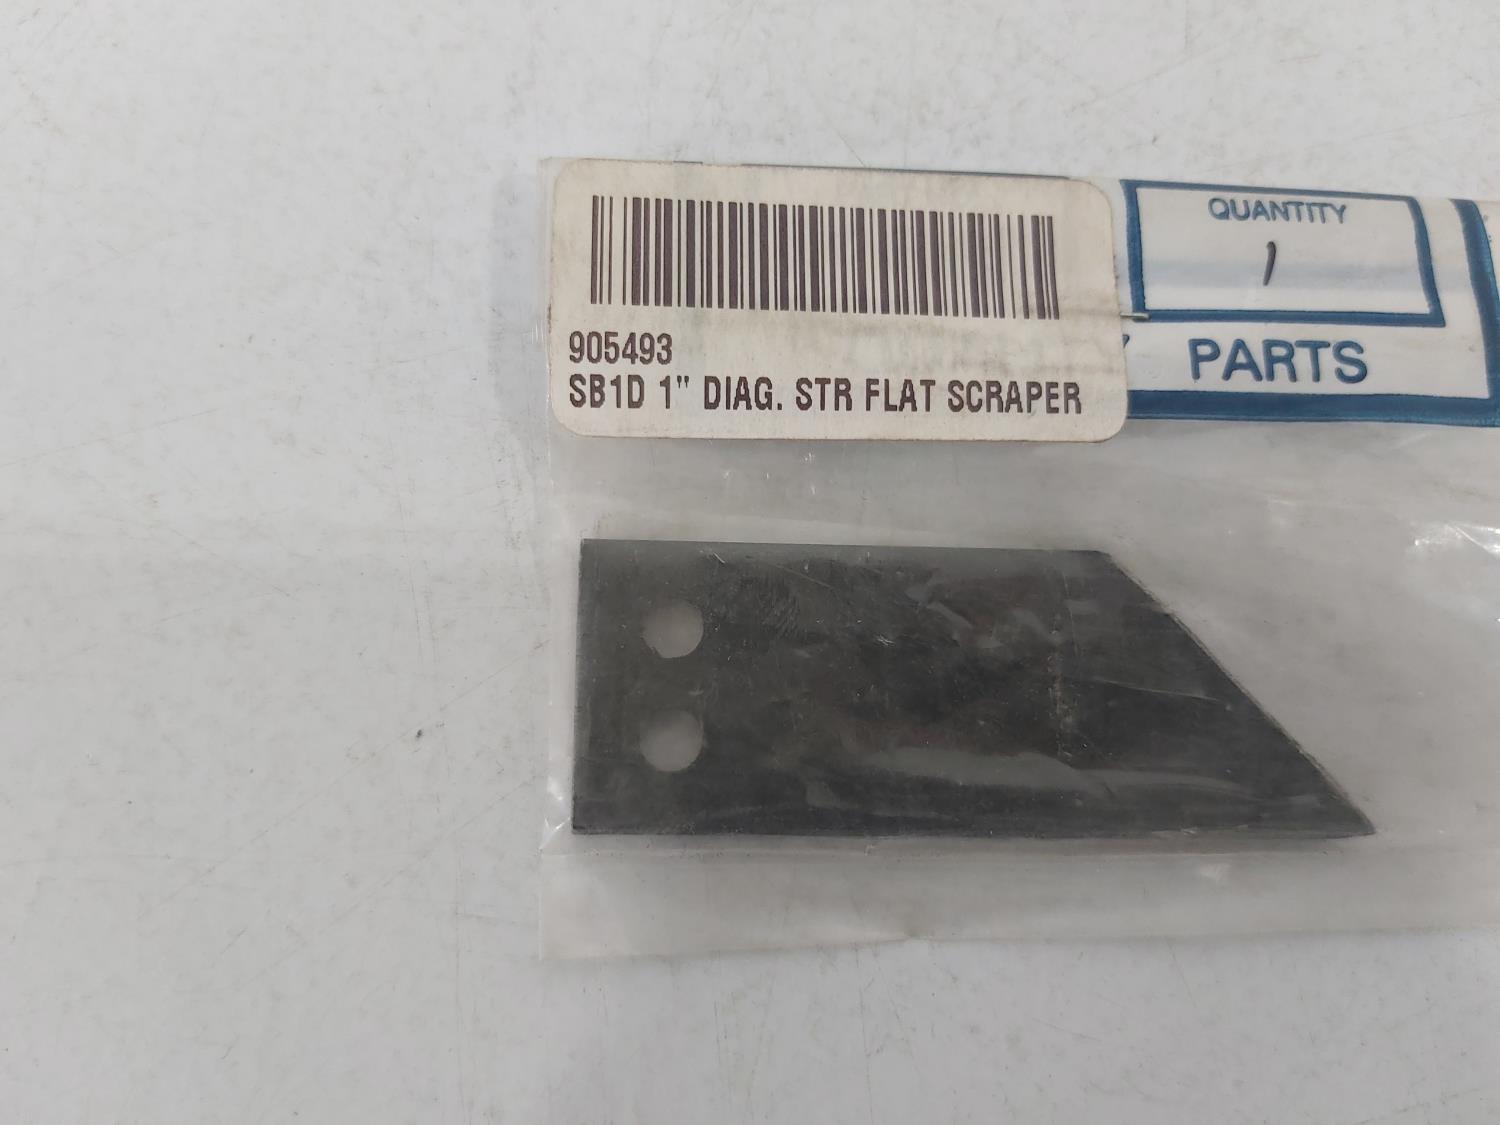 QUANTITY
1
905493
PARTS
SB1D 1" DIAG. STR FLAT SCRAPER